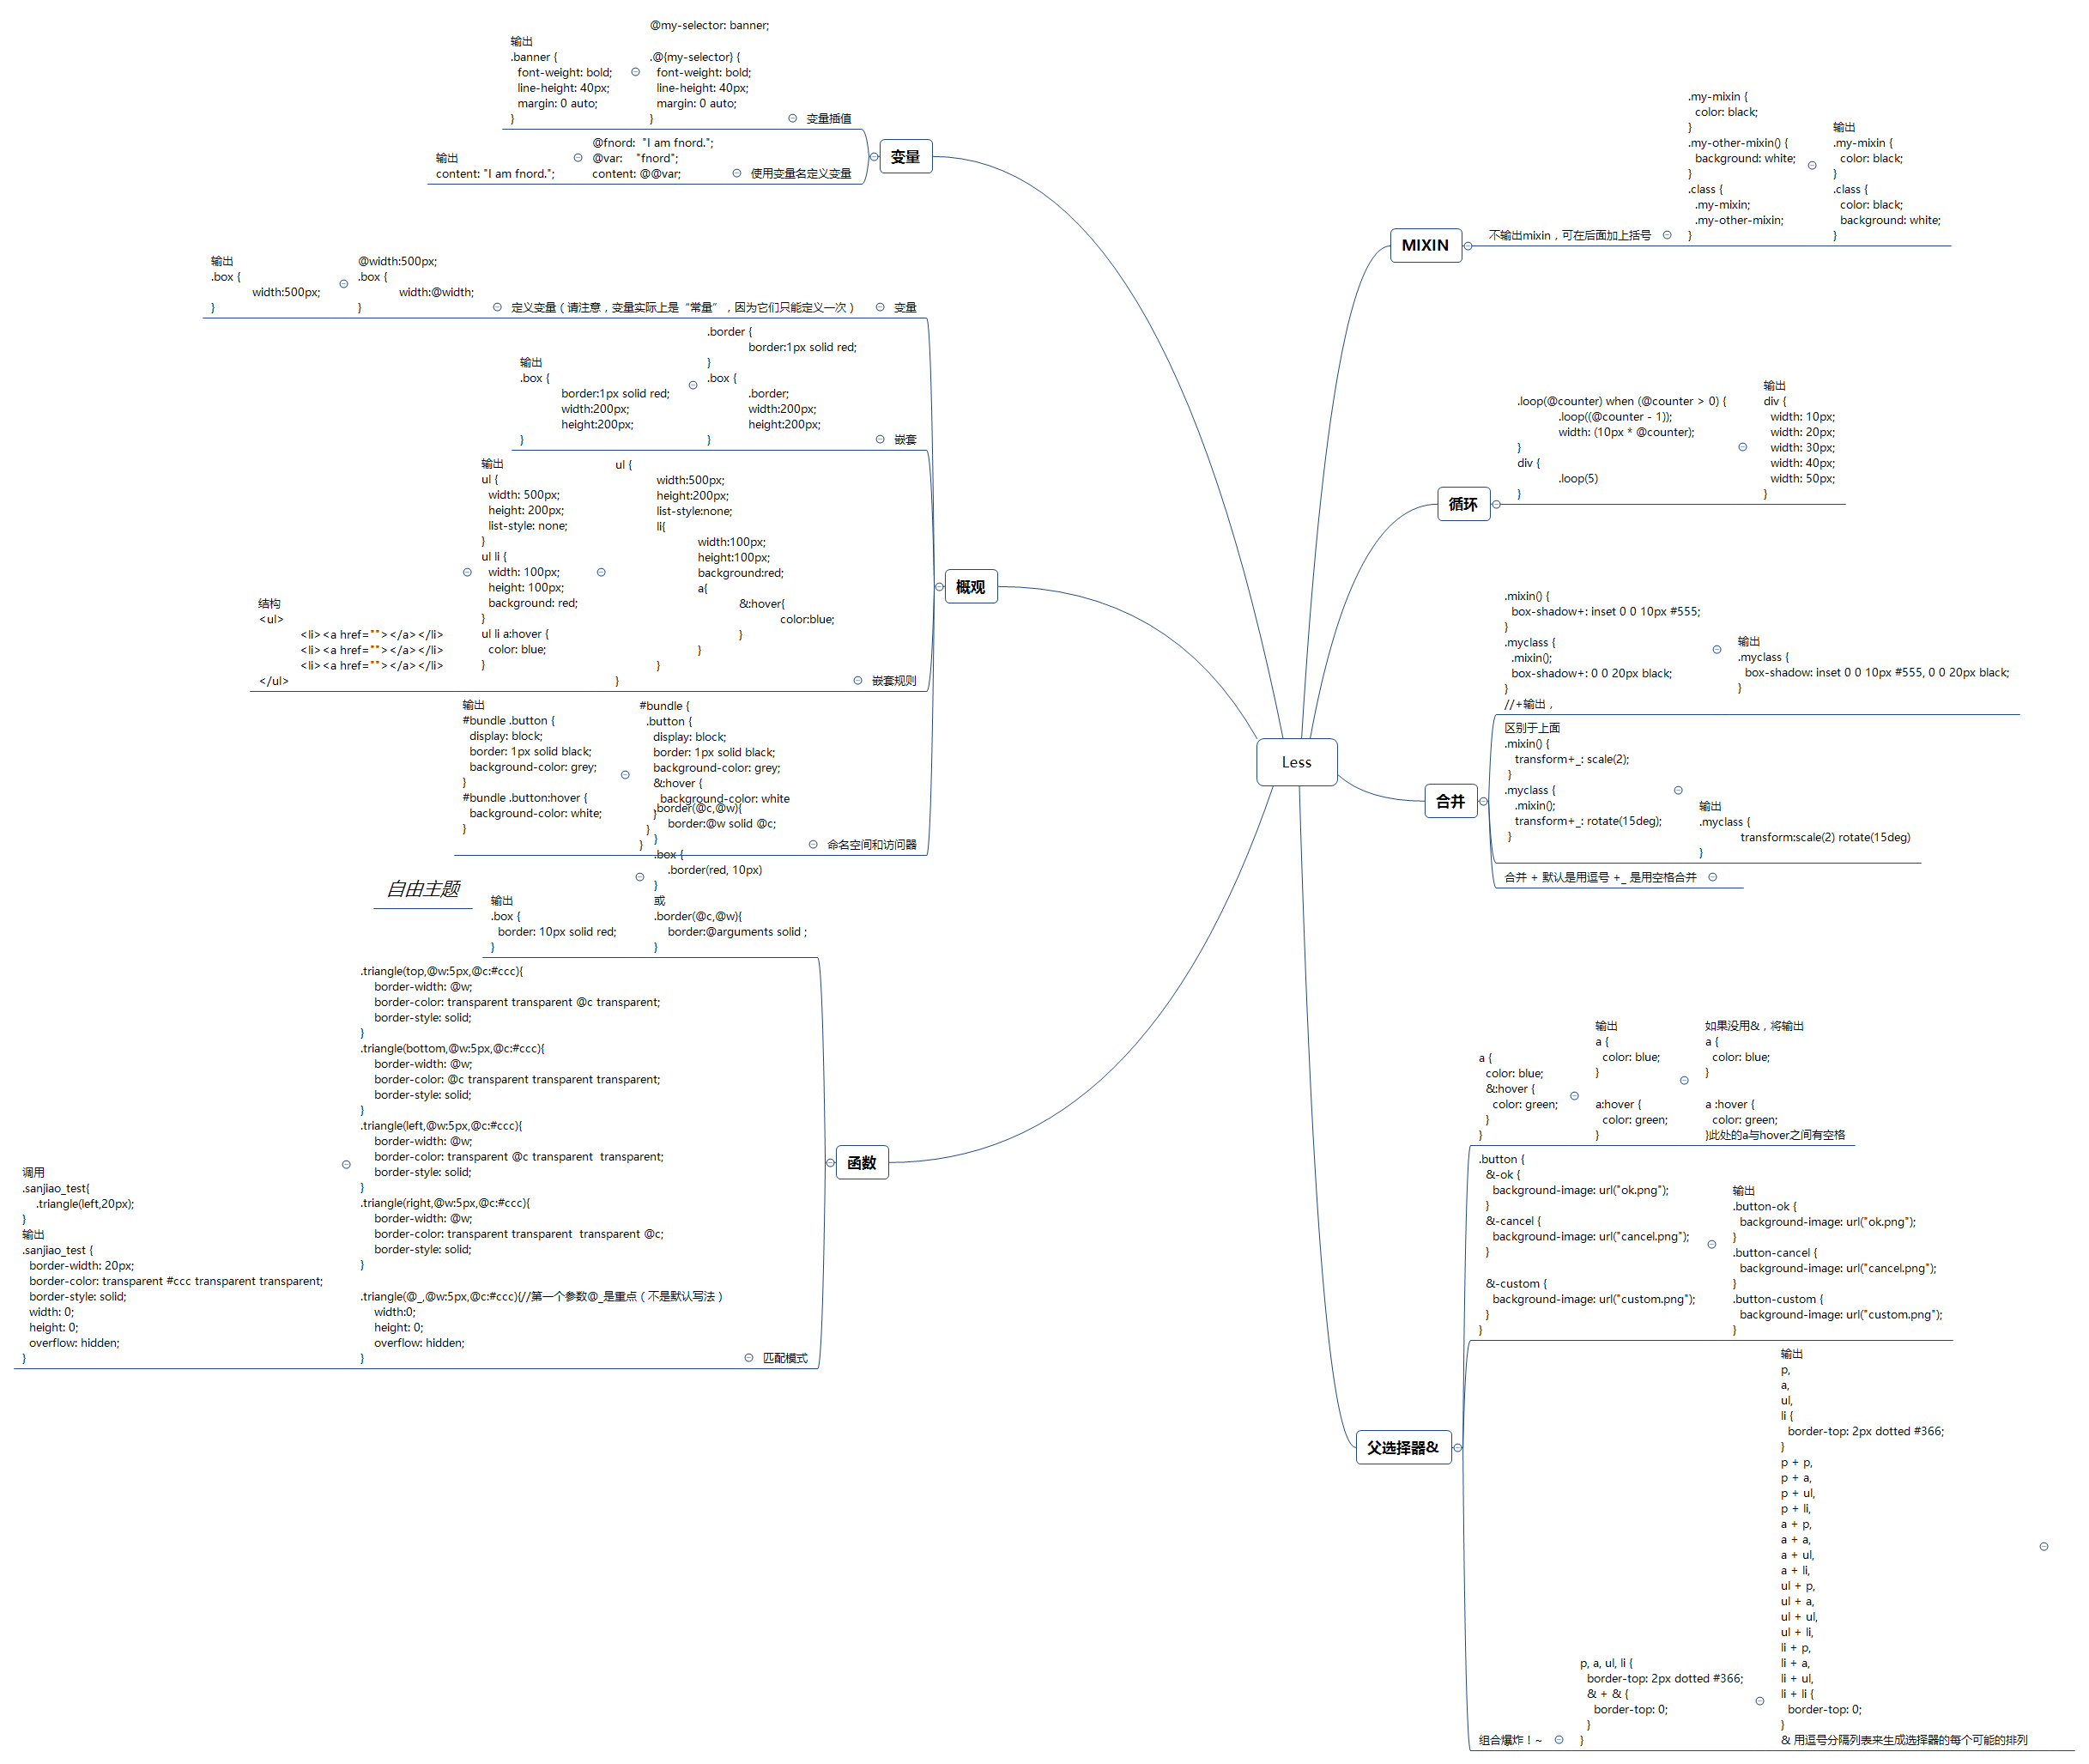 Less
变量
变量插值
@my-selector: banner;
.@{my-selector} {
font-weight: bold;
line-height: 40px;
margin: 0 auto;
}
输出
.banner {
font-weight: bold;
line-height: 40px;
margin: 0 auto;
}
使用变量名定义变量
@fnord:  "I am fnord.";
@var:    "fnord";
content: @@var;
输出
content: "I am fnord.";
概观
变量
定义变量（请注意，变量实际上是“常量”，因为它们只能定义一次）
@width:500px;
.box {
width:@width;
}
输出
.box {
width:500px;
}
嵌套
.border {
border:1px solid red;
}
.box {
.border;
width:200px;
height:200px;
}
输出
.box {
border:1px solid red;
width:200px;
height:200px;
}
嵌套规则
ul {
width:500px;
height:200px;
list-style:none;
li{
width:100px;
height:100px;
background:red;
a{
&:hover{
color:blue;
}
}
}
}
输出
ul {
width: 500px;
height: 200px;
list-style: none;
}
ul li {
width: 100px;
height: 100px;
background: red;
}
ul li a:hover {
color: blue;
}
结构
<ul>
<li><a href=""></a></li>
<li><a href=""></a></li>
<li><a href=""></a></li>
</ul>
命名空间和访问器
#bundle {
.button {
display: block;
border: 1px solid black;
background-color: grey;
&:hover {
background-color: white
}
}
}
输出
#bundle .button {
display: block;
border: 1px solid black;
background-color: grey;
}
#bundle .button:hover {
background-color: white;
}
自由主题
函数
.border(@c,@w){
border:@w solid @c;
}
.box {
.border(red, 10px)
}
或
.border(@c,@w){
border:@arguments solid ;
}
输出
.box {
border: 10px solid red;
}
匹配模式
.triangle(top,@w:5px,@c:#ccc){
border-width: @w;
border-color: transparent transparent @c transparent;
border-style: solid;
}
.triangle(bottom,@w:5px,@c:#ccc){
border-width: @w;
border-color: @c transparent transparent transparent;
border-style: solid;
}
.triangle(left,@w:5px,@c:#ccc){
border-width: @w;
border-color: transparent @c transparent  transparent;
border-style: solid;
}
.triangle(right,@w:5px,@c:#ccc){
border-width: @w;
border-color: transparent transparent  transparent @c;
border-style: solid;
}
.triangle(@_,@w:5px,@c:#ccc){//第一个参数@_是重点（不是默认写法）
width:0;
height: 0;
overflow: hidden;
}
调用
.sanjiao_test{
.triangle(left,20px);
}
输出
.sanjiao_test {
border-width: 20px;
border-color: transparent #ccc transparent transparent;
border-style: solid;
width: 0;
height: 0;
overflow: hidden;
}
MIXIN
不输出mixin，可在后面加上括号
.my-mixin {
color: black;
}
.my-other-mixin() {
background: white;
}
.class {
.my-mixin;
.my-other-mixin;
}
输出
.my-mixin {
color: black;
}
.class {
color: black;
background: white;
}
循环
.loop(@counter) when (@counter > 0) {
.loop((@counter - 1));
width: (10px * @counter);
}
div {
.loop(5)
}
输出
div {
width: 10px;
width: 20px;
width: 30px;
width: 40px;
width: 50px;
}
合并
.mixin() {
box-shadow+: inset 0 0 10px #555;
}
.myclass {
.mixin();
box-shadow+: 0 0 20px black;
}
//+输出，
输出
.myclass {
box-shadow: inset 0 0 10px #555, 0 0 20px black;
}
区别于上面
.mixin() {
transform+_: scale(2);
}
.myclass {
.mixin();
transform+_: rotate(15deg);
}
输出
.myclass {
transform:scale(2) rotate(15deg)
}
合并 + 默认是用逗号 +_ 是用空格合并
父选择器&
a {
color: blue;
&:hover {
color: green;
}
}
输出
a {
color: blue;
}
a:hover {
color: green;
}
如果没用&，将输出
a {
color: blue;
}
a :hover {
color: green;
}此处的a与hover之间有空格
.button {
&-ok {
background-image: url("ok.png");
}
&-cancel {
background-image: url("cancel.png");
}
&-custom {
background-image: url("custom.png");
}
}
输出
.button-ok {
background-image: url("ok.png");
}
.button-cancel {
background-image: url("cancel.png");
}
.button-custom {
background-image: url("custom.png");
}
组合爆炸！~
p, a, ul, li {
border-top: 2px dotted #366;
& + & {
border-top: 0;
}
}
输出
p,
a,
ul,
li {
border-top: 2px dotted #366;
}
p + p,
p + a,
p + ul,
p + li,
a + p,
a + a,
a + ul,
a + li,
ul + p,
ul + a,
ul + ul,
ul + li,
li + p,
li + a,
li + ul,
li + li {
border-top: 0;
}
& 用逗号分隔列表来生成选择器的每个可能的排列